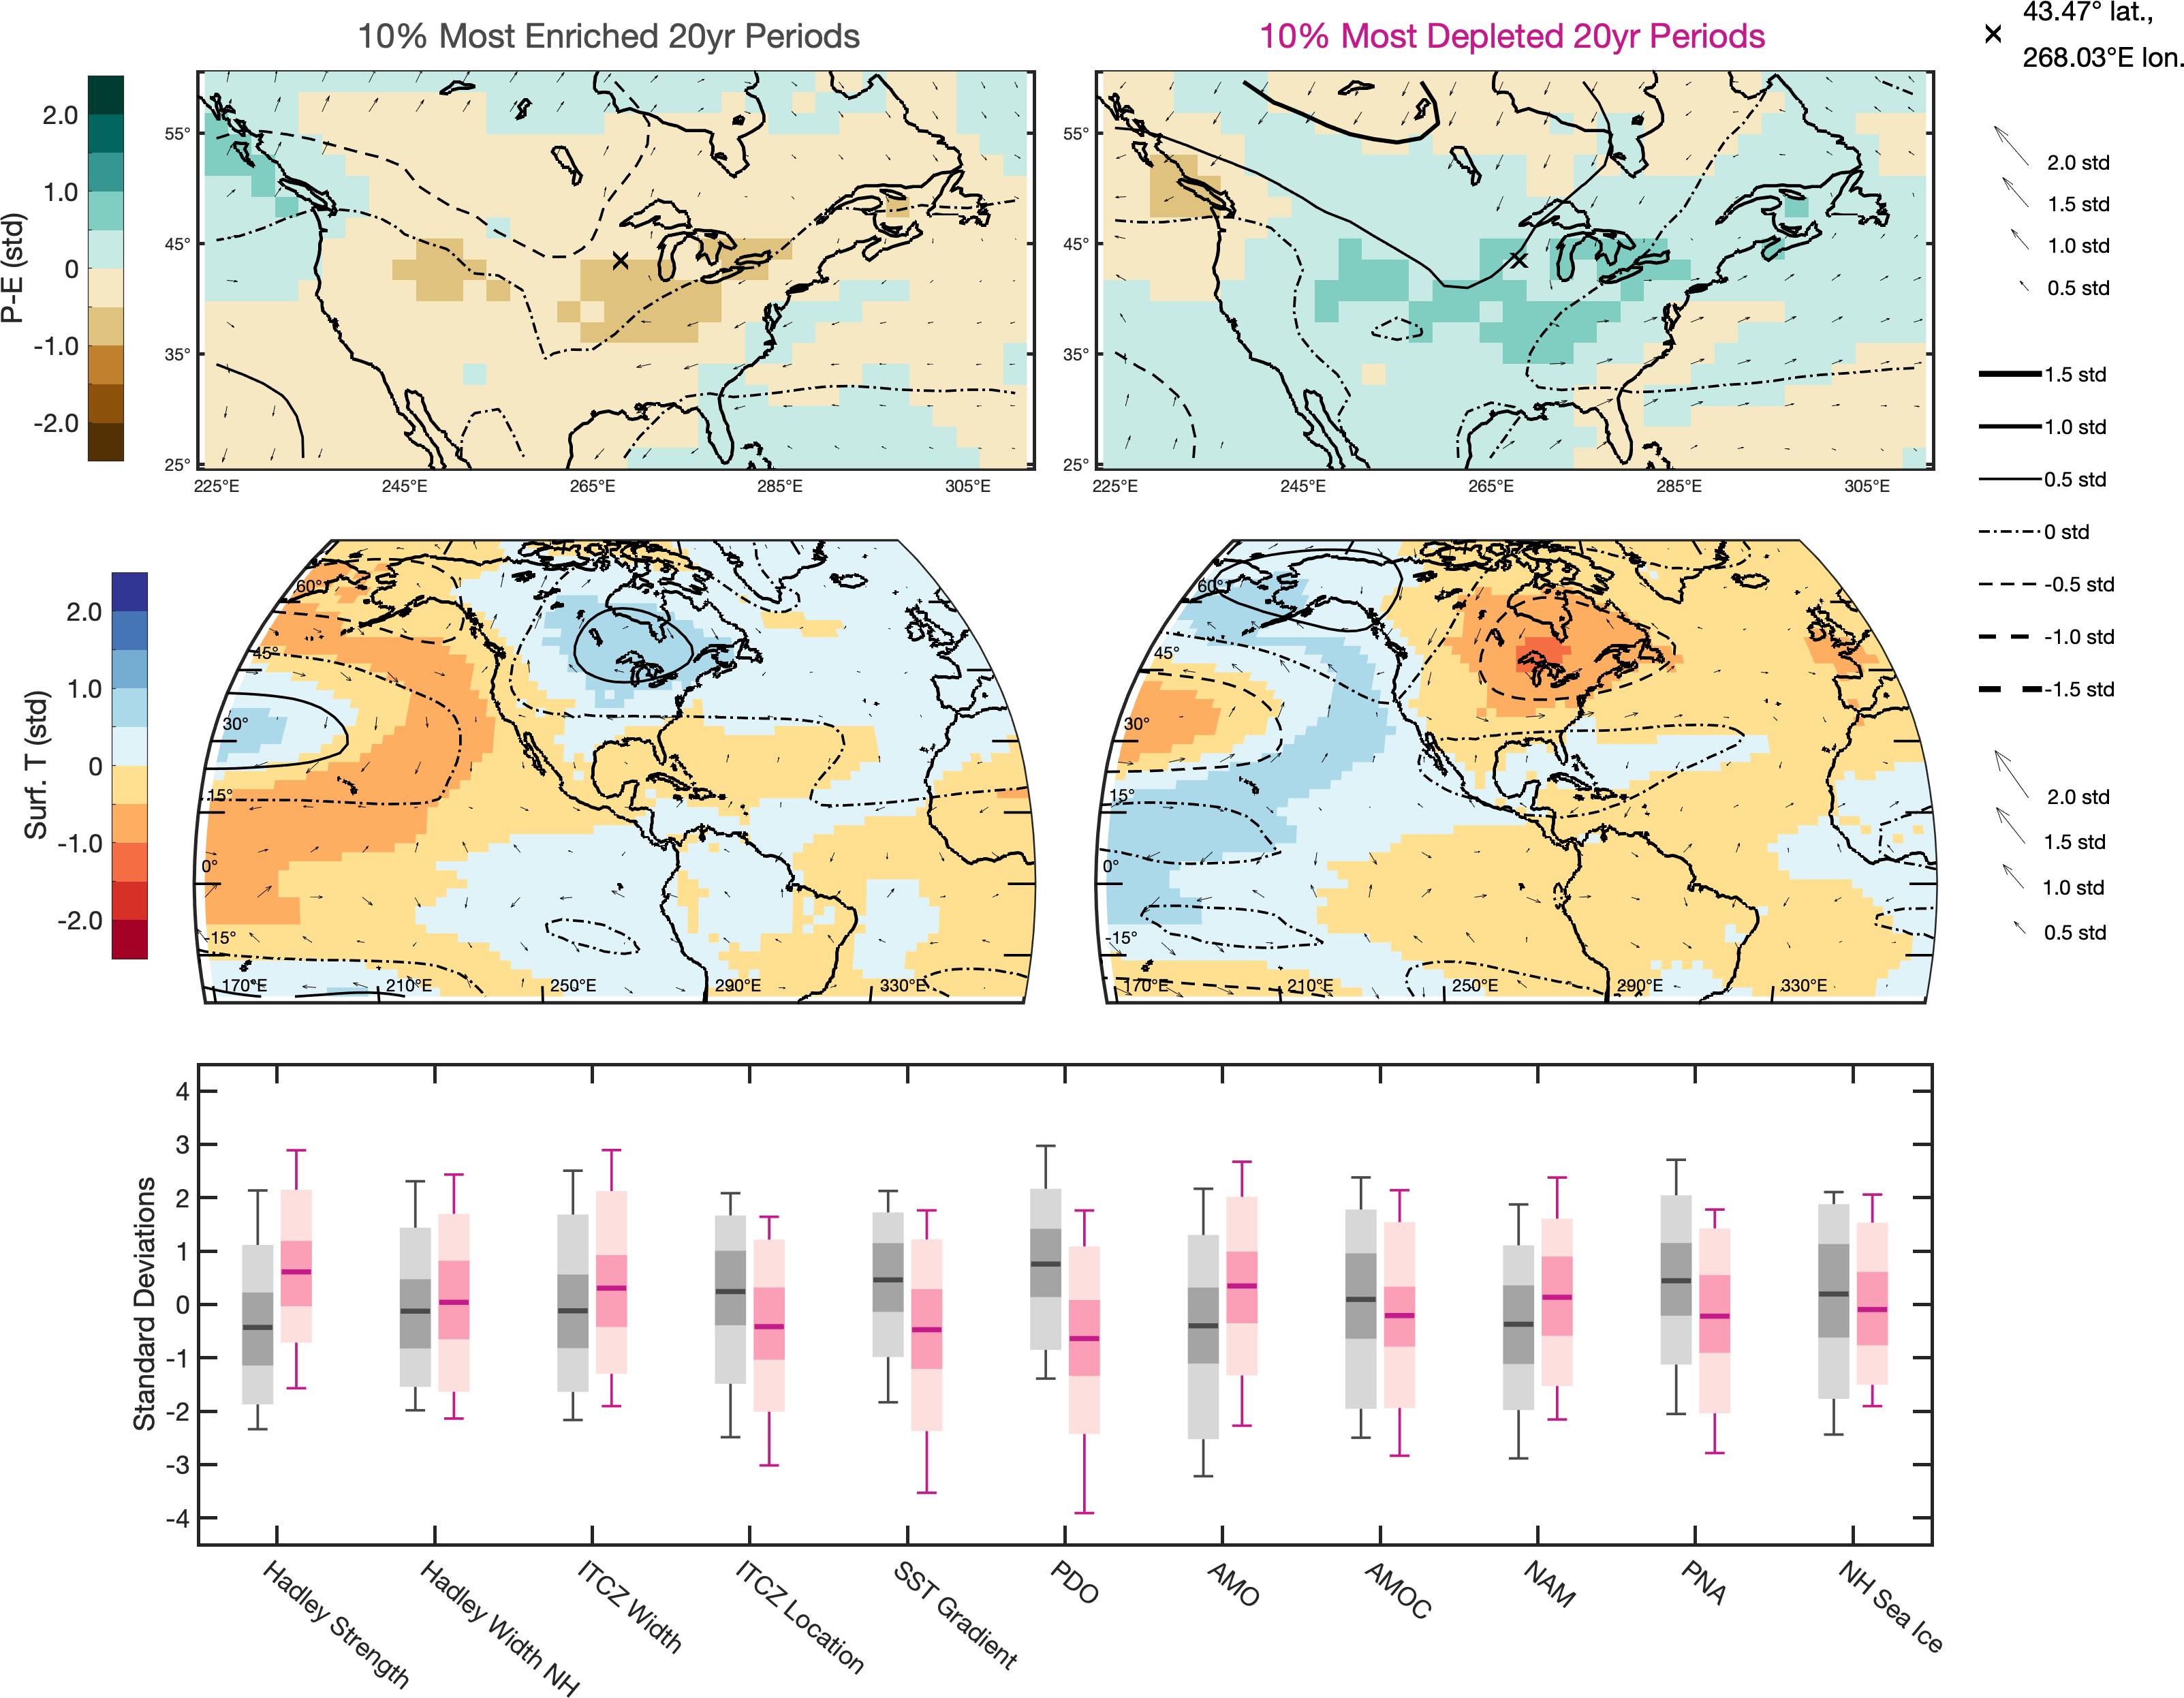 10% Most Enriched 20yr Periods
10% Most Depleted 20yr Periods
43.47° lat.,
268.03°E lon.
P-E (std)
2.0
1.0
0
-1.0
-2.0
55°
45°
35°
25°
225°E
245°E
265°E
285°E
305°E
55°
45°
35°
25°
225°E
245°E
265°E
285°E
305°E
2.0 std
1.5 std
1.0 std
0.5 std
1.5 std
1.0 std
0.5 std
0 std
-0.5 std
-1.0 std
-1.5 std
Surf. T (std)
2.0
1.0
0
-1.0
-2.0
60°
45°
30°
15°
0°
-15°
170°E
210°E
250°E
290°E
330°E
60°
45°
30°
15°
0°
-15°
170°E
210°E
250°E
290°E
330°E
2.0 std
1.5 std
1.0 std
0.5 std
Standard Deviations
4
3
2
1
0
-1
-2
-3
-4
Hadley Strength
Hadley Width NH
ITCZ Width
ITCZ Location
SST Gradient
PDO
AMO
AMOC
NAM
PNA
NH Sea Ice